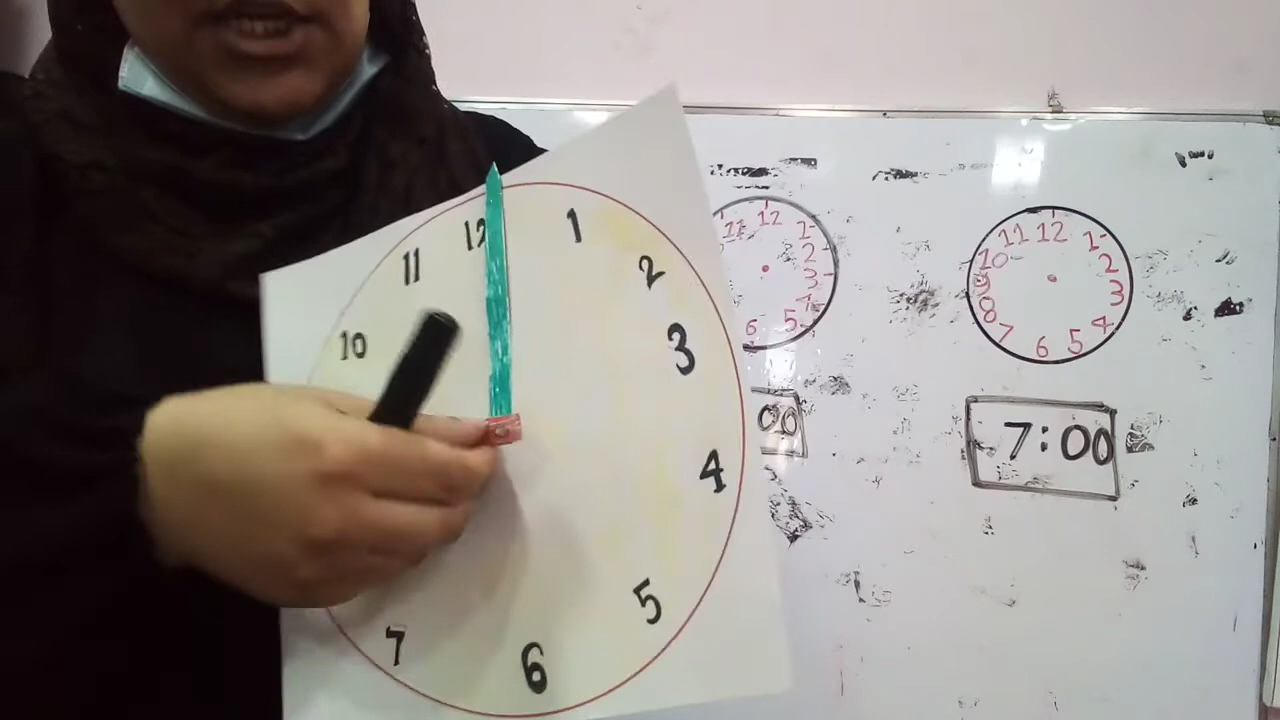 12 1 2 3 4 5 6 7 10 11
11 12 1 2 3 4 5 6
00
12 1 2 3 4 5 6 7 8 9 10 11
7:00